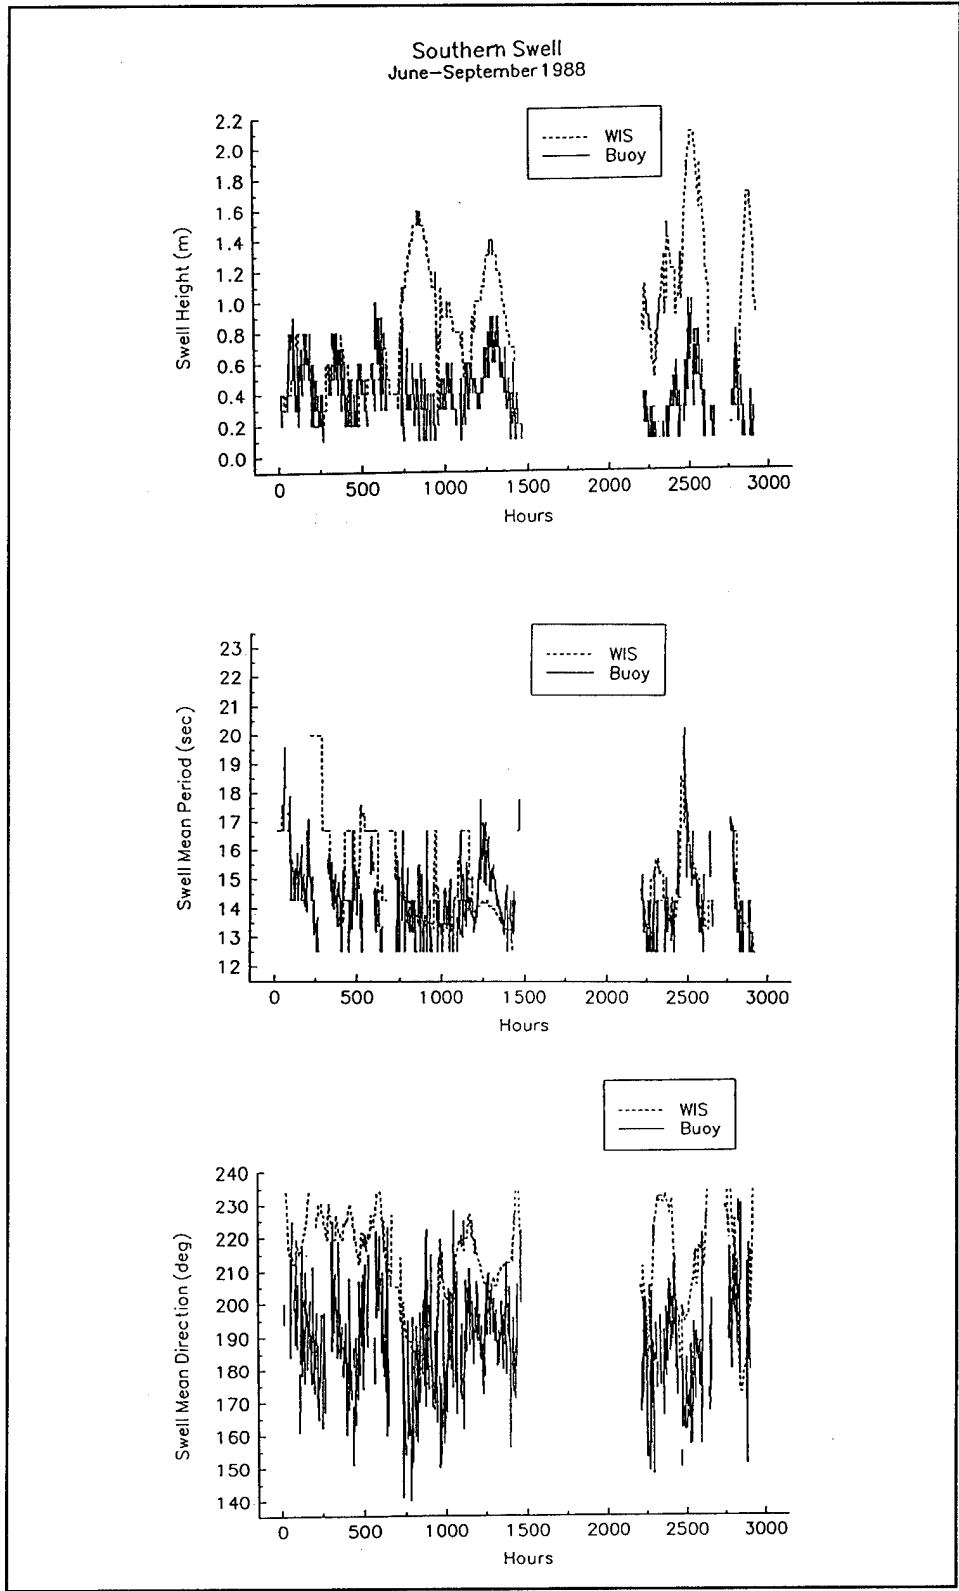 Southern Swell
June-September 1988
WIS
Buoy
Swell Height (m)
2.2
2.0
1.8
1.6
1.4
1.2
1.0
0.8
0.6
0.4
0.2
0.0
0 500 1000 1500 2000 2500 3000
Hours
WIS
Buoy
Swell Mean Period (sec)
23
22
21
20
19
18
17
16
15
14
13
12
0 500 1000 1500 2000 2500 3000
Hours
WIS
Buoy
Swell Mean Direction (deg)
240
230
220
210
200
190
180
170
160
150
140
0 500 1000 1500 2000 2500 3000
Hours